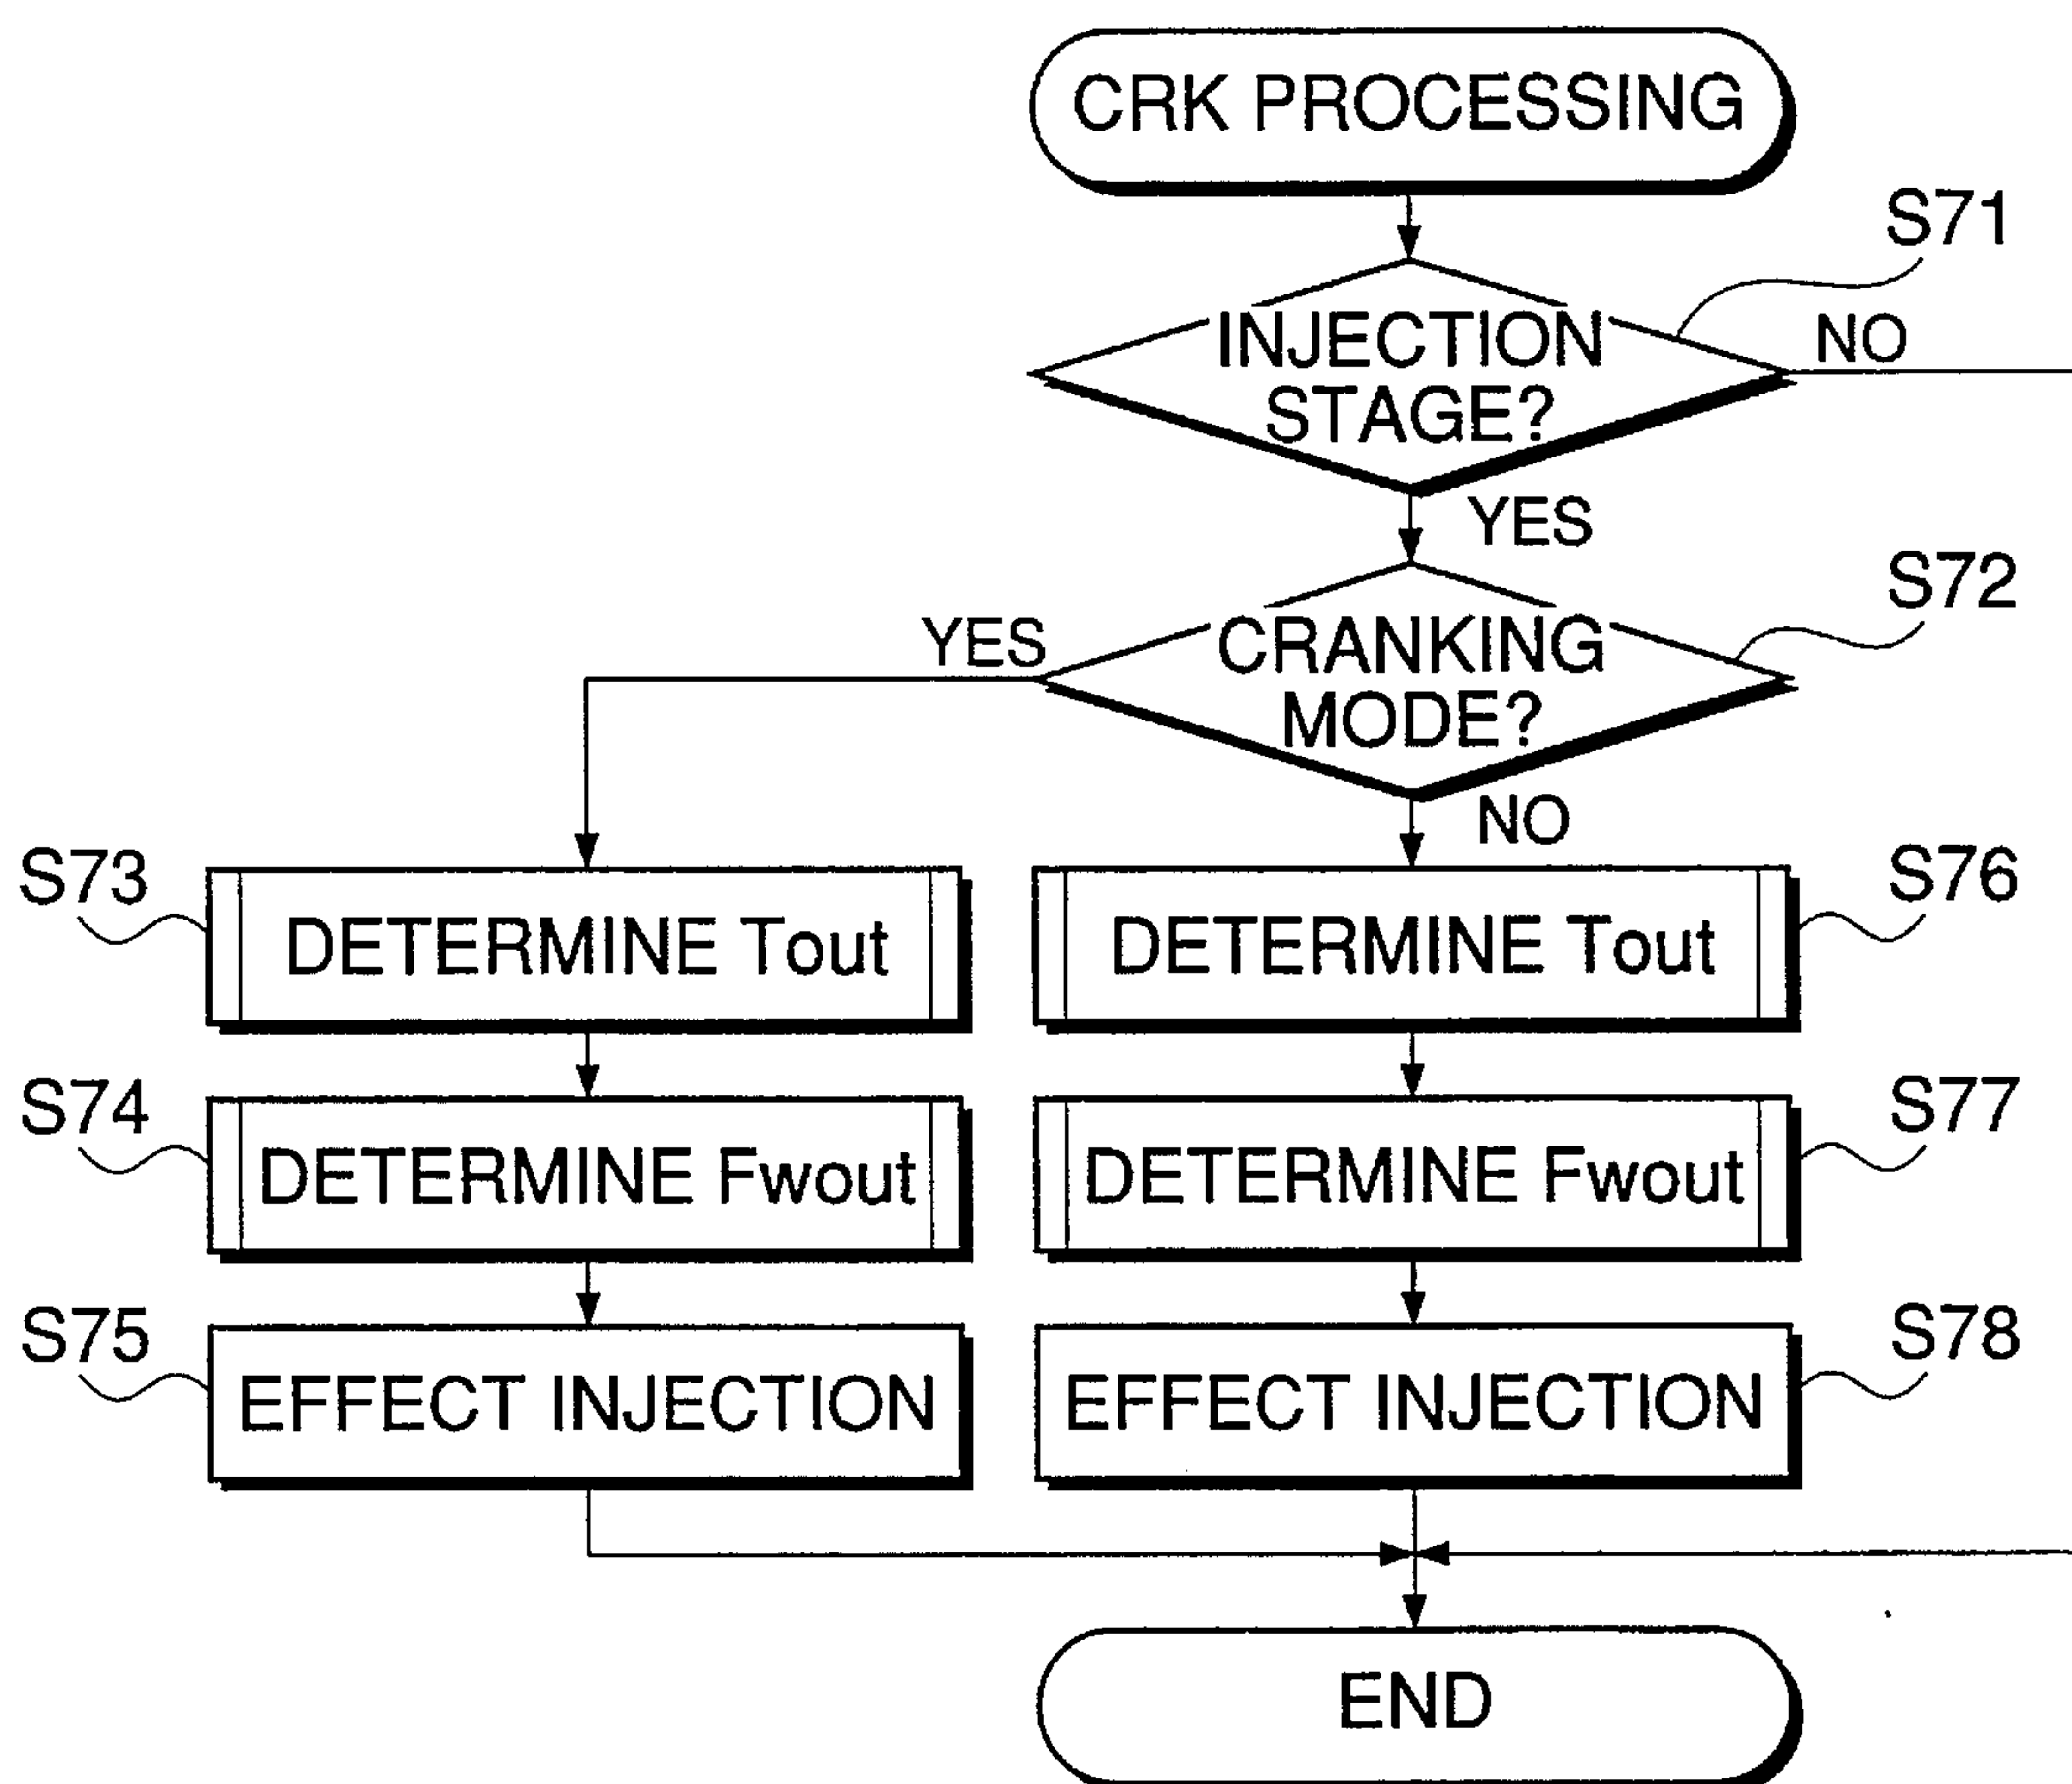 CRK PROCESSING
S71
INJECTION
STAGE?
NO
YES
S72
YES
CRANKING
MODE?
NO
S73
DETERMINE Tout
DETERMINE Tout
S76
S74
DETERMINE Fwout
DETERMINE Fwout
S77
S75
EFFECT INJECTION
EFFECT INJECTION
S78
END